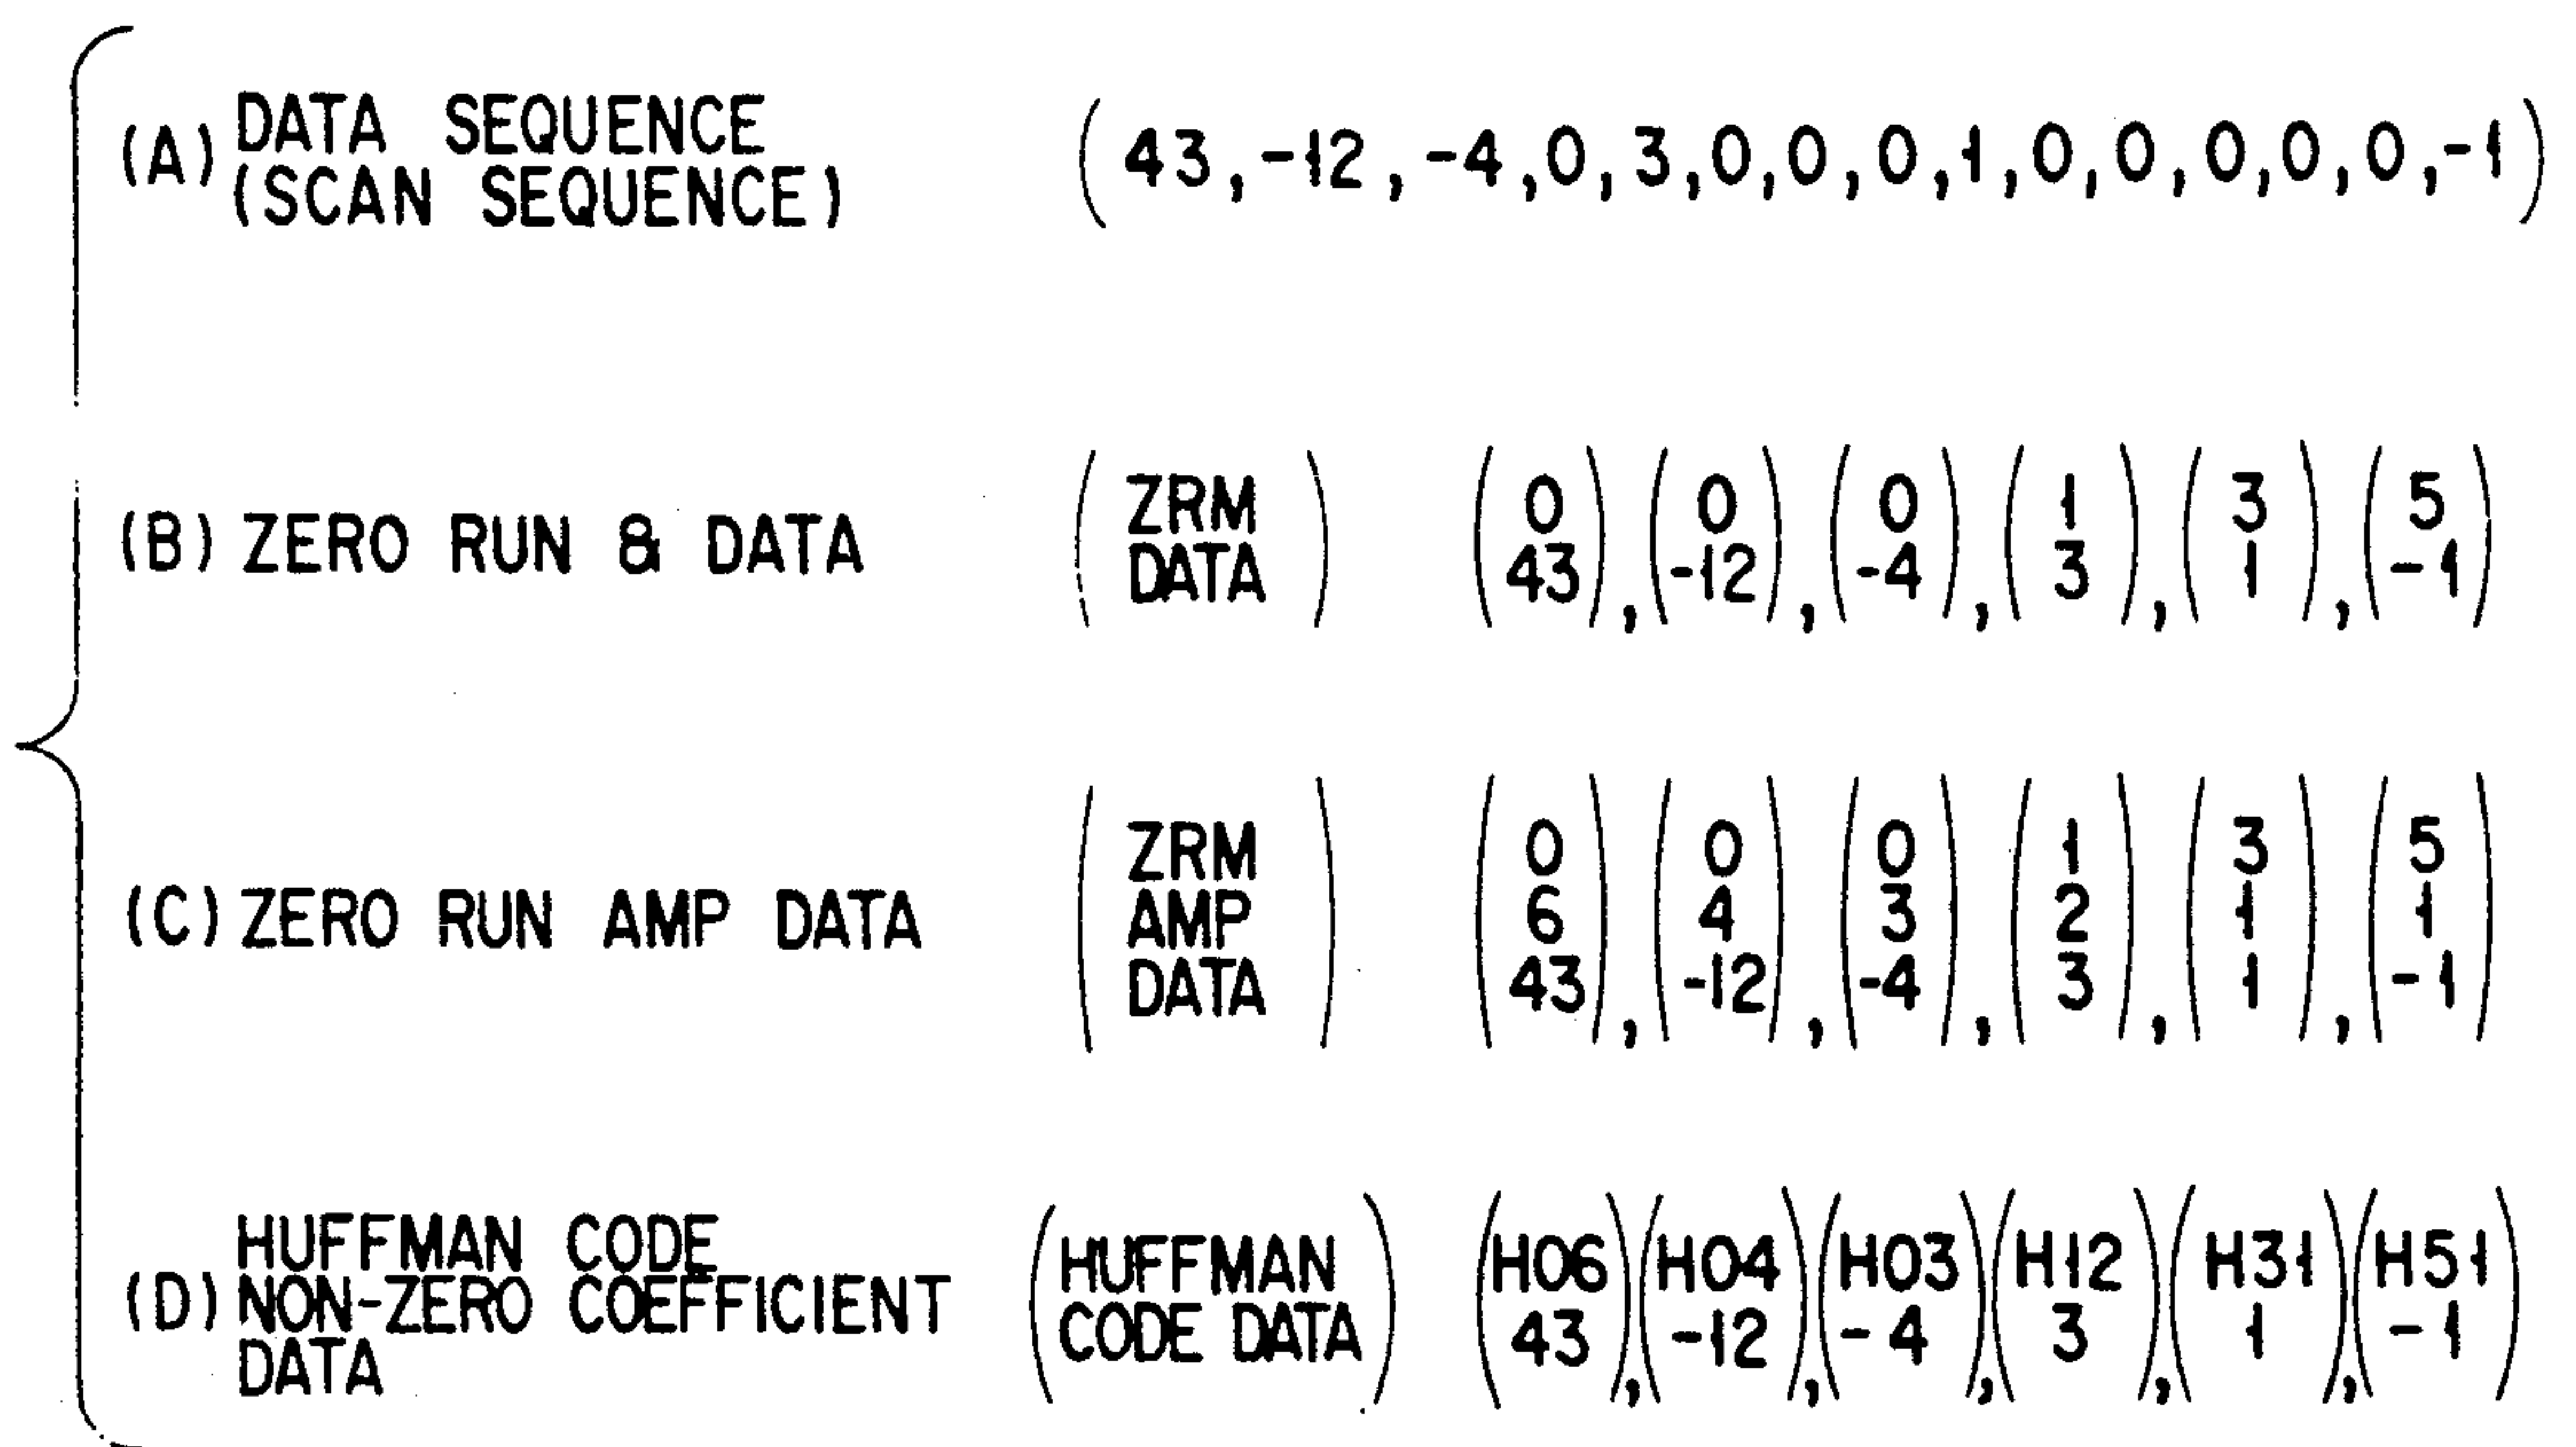 (A) DATA SEQUENCE
(SCAN SEQUENCE)
(43,-12,-4,0,3,0,0,0,1,0,0,0,0,0,-1)
(B) ZERO RUN & DATA
(ZRM
DATA)
(0 43), (0 -12), (0 -4), (1 3), (3 1), (5 -1)
(C) ZERO RUN AMP DATA
(ZRM
AMP
DATA)
(0 6 43), (0 4 -12), (0 3 -4), (1 2 3), (3 1 1), (5 1 -1)
(D) HUFFMAN CODE
NON-ZERO COEFFICIENT
DATA
(HUFFMAN
CODE DATA)
(H06 43), (H04 -12), (H03 -4), (H12 3), (H31 1), (H51 -1)